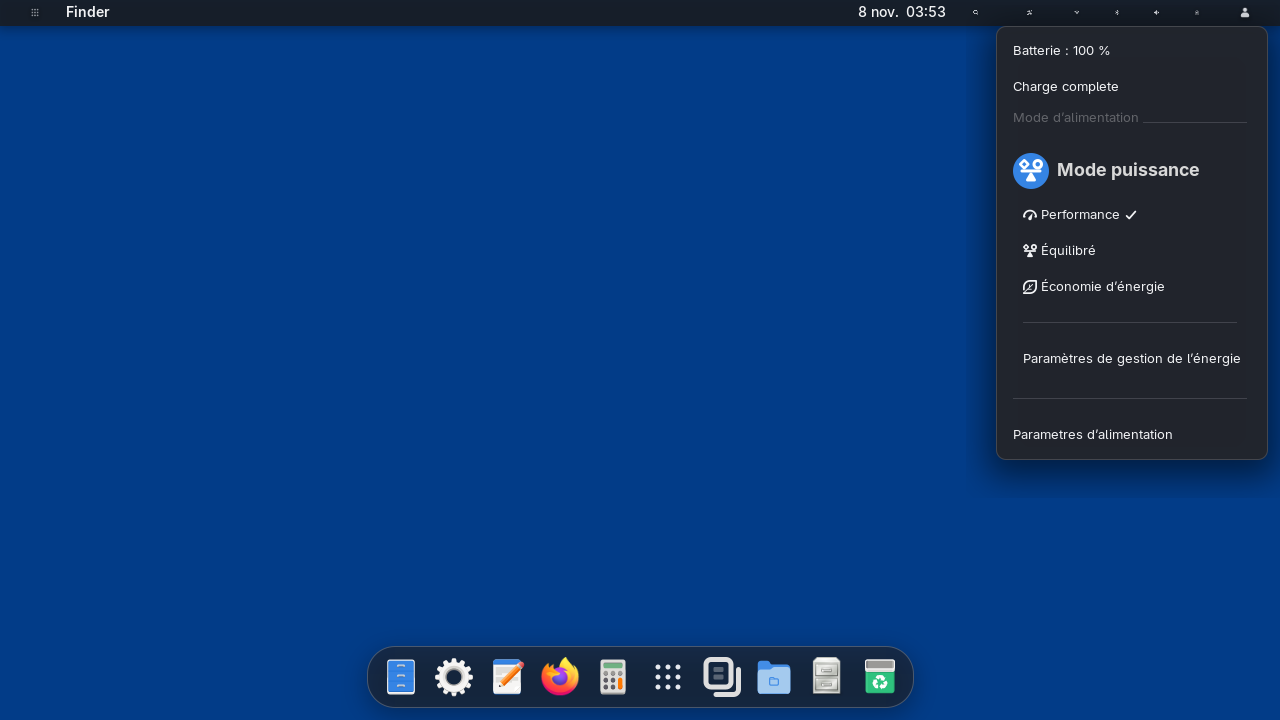 Finder
8 nov. 03:53
Batterie : 100 %
Charge complete
Mode d’alimentation
Mode puissance
Performance
Équilibré
Économie d’énergie
Paramètres de gestion de l’énergie
Parametres d’alimentation